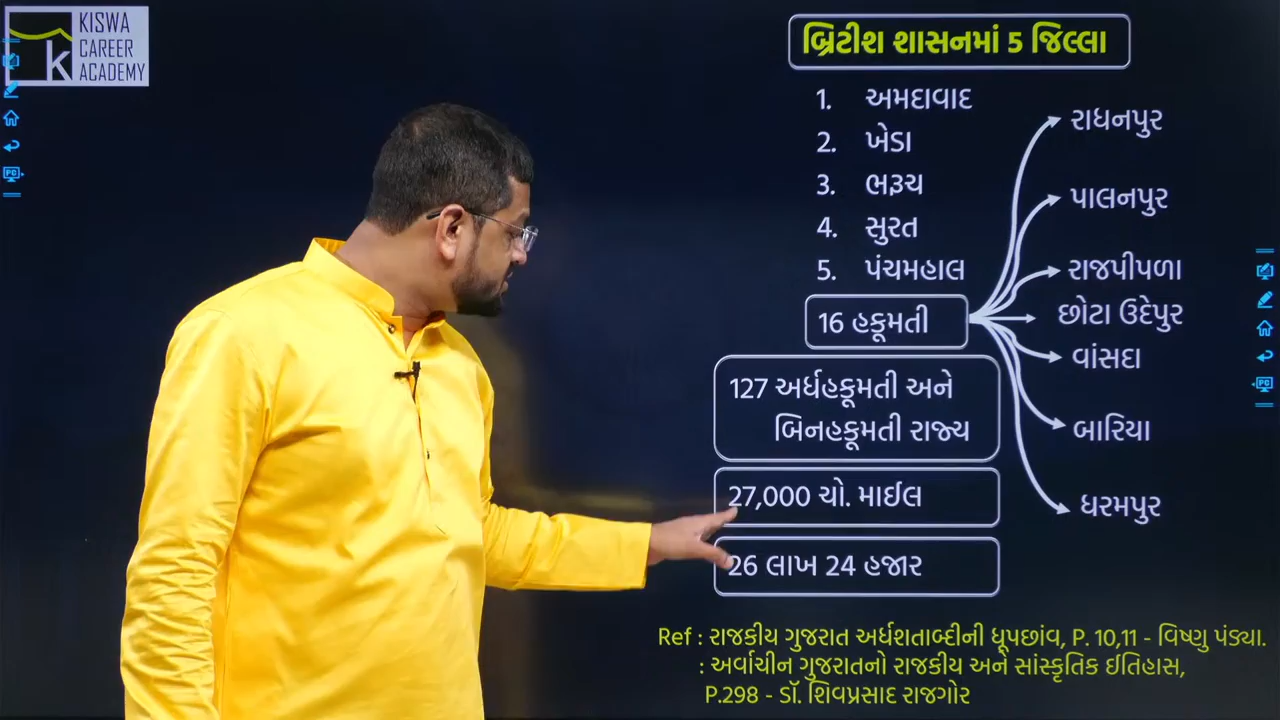 KISWA
CAREER
ACADEMY
k
બ્રિટીશ શાસનમાં 5 જિલ્લા
1. અમદાવાદ
2. ખેડા
3. ભરૂચ
4. સુરત
5. પંચમહાલ
16 હકૂમતી
રાધનપુર
પાલનપુર
રાજપીપળા
છોટા ઉદેપુર
વાંસદા
બારિયા
ધરમપુર
127 અર્ધહકૂમતી અને
બિનહકૂમતી રાજ્ય
27,000 ચો. માઈલ
26 લાખ 24 હજાર
Ref : રાજકીય ગુજરાત અર્ધશતાબ્દીની ધૂપછાંવ, P. 10,11 - વિષ્ણુ પંડ્યા.
: અર્વાચીન ગુજરાતનો રાજકીય અને સાંસ્કૃતિક ઈતિહાસ,
P.298 - ડૉ. શિવપ્રસાદ રાજગોર